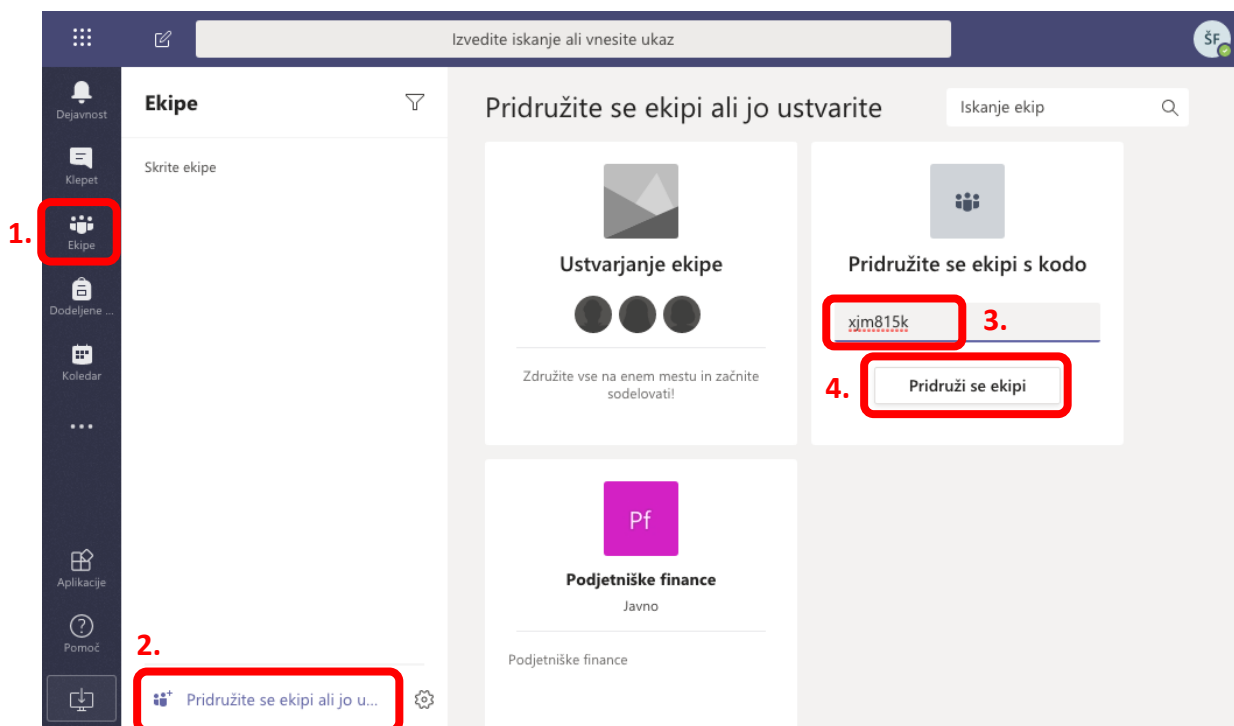 Izvedite iskanje ali vnesite ukaz
ŠF
Dejavnost
Klepet
1.
Ekipe
Dodeljene ...
Koledar
Aplikacije
Pomoč
Ekipe
Skrite ekipe
2.
Pridružite se ekipi ali jo u...
Pridružite se ekipi ali jo ustvarite
Iskanje ekip
Ustvarjanje ekipe
Združite vse na enem mestu in začnite
sodelovati!
Pridružite se ekipi s kodo
xjm815k
3.
4.
Pridruži se ekipi
Pf
Podjetniške finance
Javno
Podjetniške finance